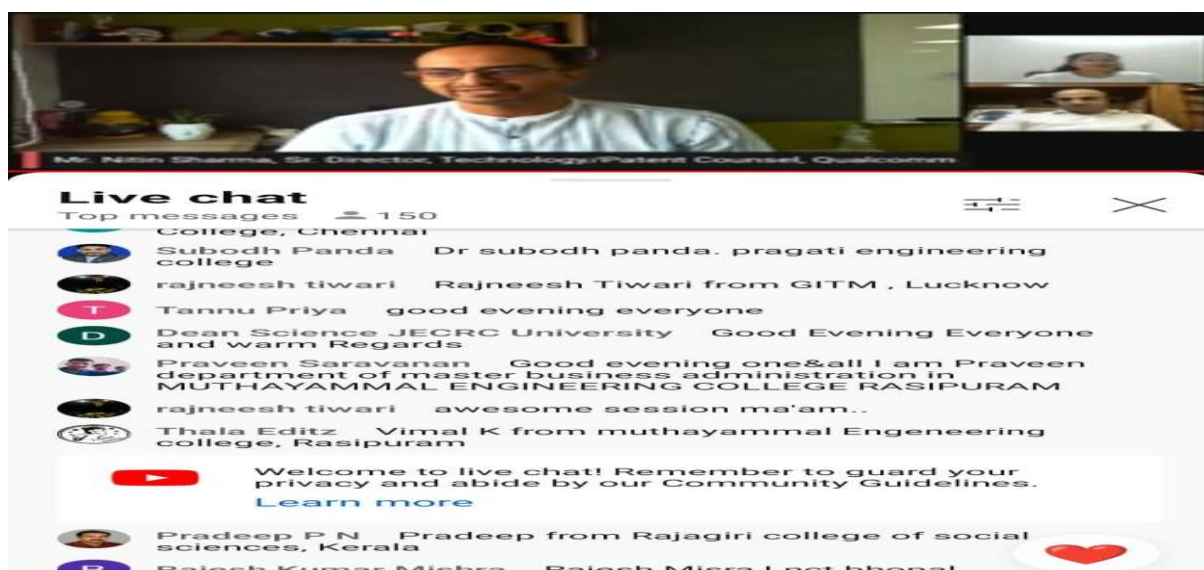 Mr. Nitin Sharma, Sr. Director, Technology/Patent Counsel, Qualcomm
Live chat
Top messages 150
College, Chennai
Subodh Panda Dr subodh panda. pragati engineering
college
rajneesh tiwari Rajneesh Tiwari from GITM , Lucknow
T Tannu Priya good evening everyone
D Dean Science JECRC University Good Evening Everyone
and warm Regards
Praveen Saravanan Good evening one&all I am Praveen
department of master business administration in
MUTHAYAMMAL ENGINEERING COLLEGE RASIPURAM
rajneesh tiwari awesome session ma'am..
Thala Editz Vimal K from muthayammal Engeneering
college, Rasipuram
Welcome to live chat! Remember to guard your
privacy and abide by our Community Guidelines.
Learn more
Pradeep P N Pradeep from Rajagiri college of social
sciences, Kerala
Rajesh Kumar Mishra Rajesh Misra